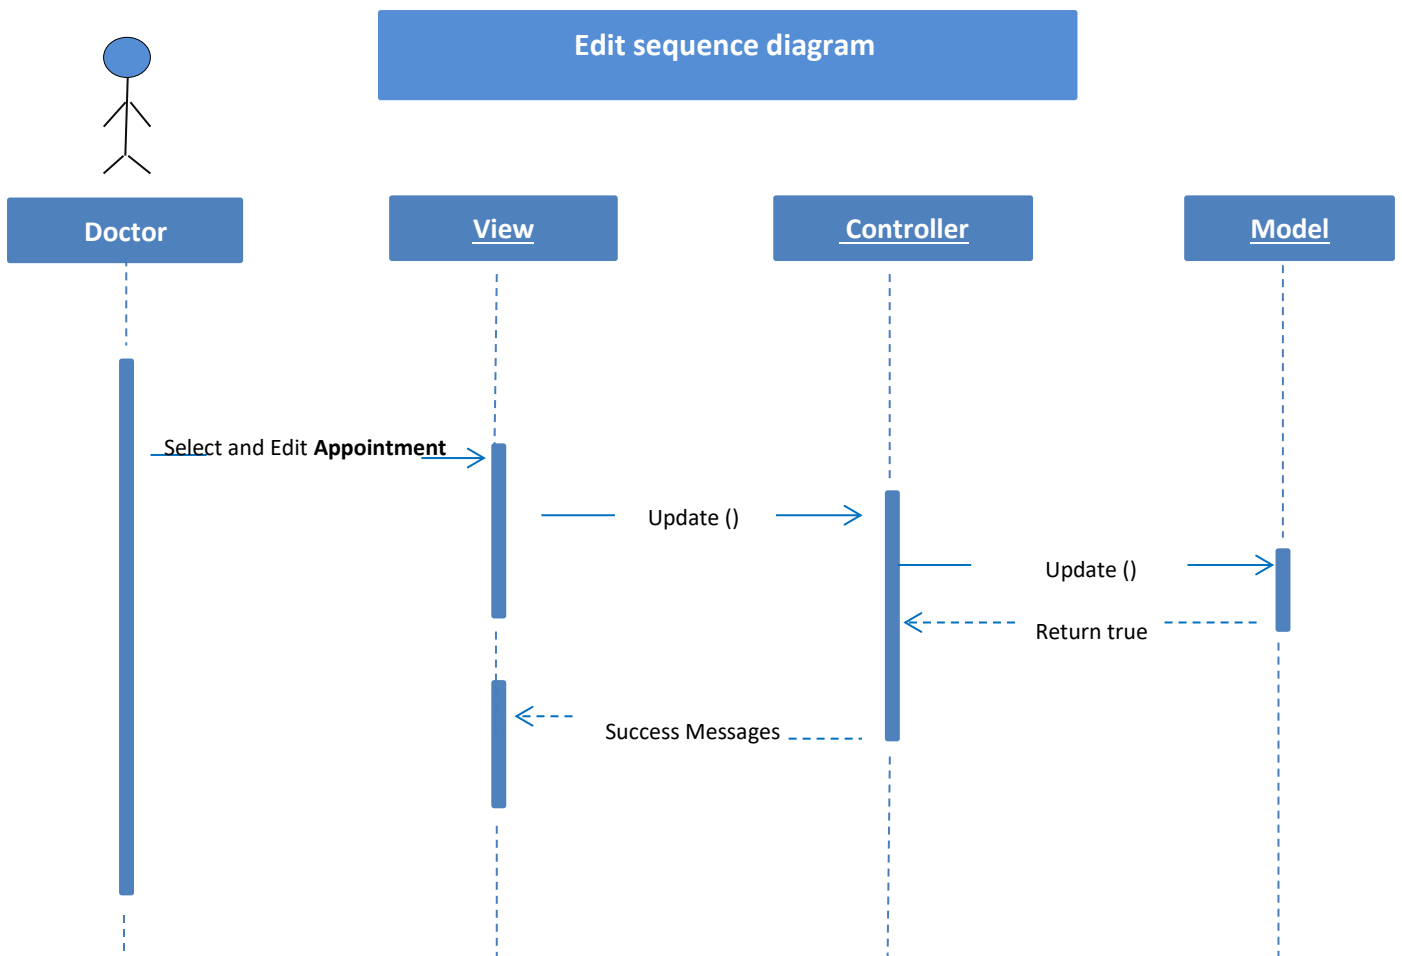 Edit sequence diagram
Doctor
View
Controller
Model
Select and Edit Appointment
Update ()
Update ()
Return true
Success Messages